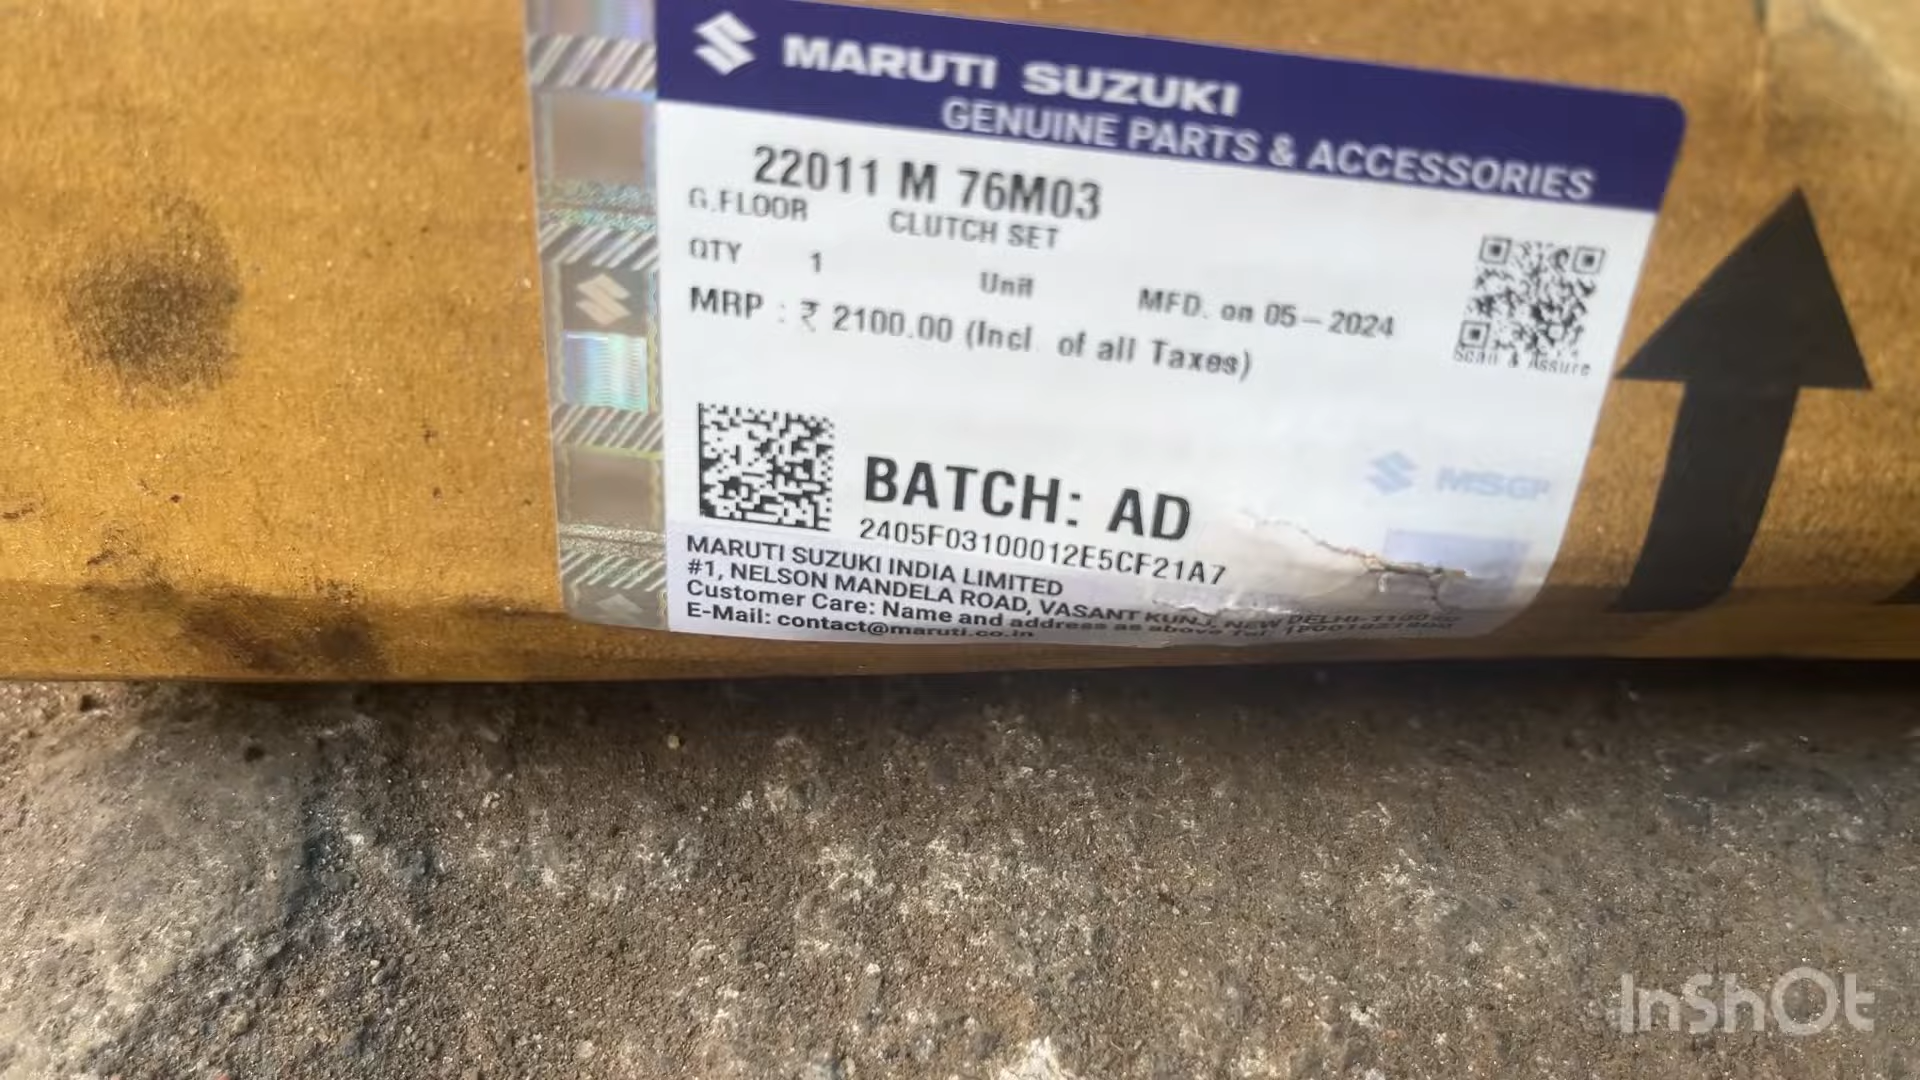 MARUTI SUZUKI
GENUINE PARTS & ACCESSORIES
22011 M 76M03
G.FLOOR CLUTCH SET
QTY 1 Unit MFD. on 05-2024
MRP : ₹ 2100.00 (Incl. of all Taxes)
Scan & Assure
MSGP
BATCH: AD
2405F03100012E5CF21A7
MARUTI SUZUKI INDIA LIMITED
#1, NELSON MANDELA ROAD, VASANT KUNJ, NEW DELHI-
Customer Care: Name and address as above Tel
E-Mail: contact@maruti.co.in
InShOt